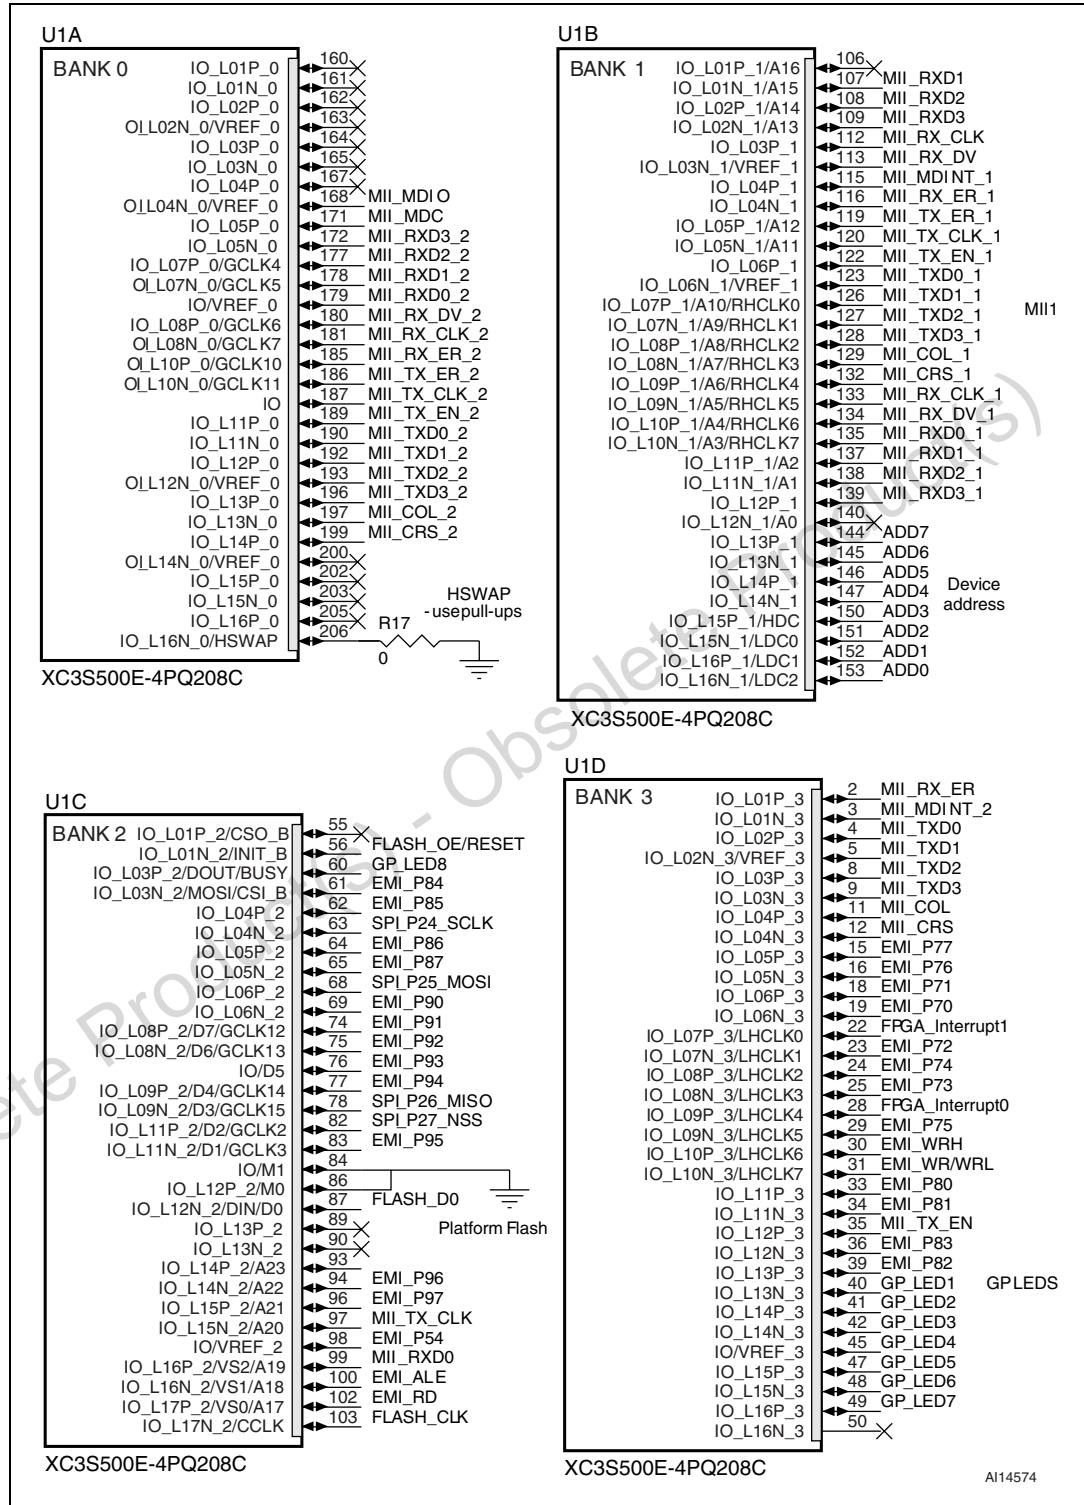 U1A
BANK 0
IO_L01P_0 160
IO_L01N_0 161
IO_L02P_0 162
OI_L02N_0/VREF_0 163
IO_L03P_0 164
IO_L03N_0 165
IO_L04P_0 167
OI_L04N_0/VREF_0 168 MII_MDIO
IO_L05P_0 171 MII_MDC
IO_L05N_0 172 MII_RXD3_2
IO_L07P_0/GCLK4 177 MII_RXD2_2
OI_L07N_0/GCLK5 178 MII_RXD1_2
IO/VREF_0 179 MII_RXD0_2
IO_L08P_0/GCLK6 180 MII_RX_DV_2
OI_L08N_0/GCLK7 181 MII_RX_CLK_2
OI_L10P_0/GCLK10 185 MII_RX_ER_2
OI_L10N_0/GCLK11 186 MII_TX_ER_2
IO 187 MII_TX_CLK_2
IO_L11P_0 189 MII_TX_EN_2
IO_L11N_0 190 MII_TXD0_2
IO_L12P_0 192 MII_TXD1_2
OI_L12N_0/VREF_0 193 MII_TXD2_2
IO_L13P_0 196 MII_TXD3_2
IO_L13N_0 197 MII_COL_2
IO_L14P_0 199 MII_CRS_2
OI_L14N_0/VREF_0 200
IO_L15P_0 202
IO_L15N_0 203
IO_L16P_0 205
IO_L16N_0/HSWAP 206
HSWAP
-usepull-ups
R17
0
XC3S500E-4PQ208C
U1B
BANK 1
IO_L01P_1/A16 106
IO_L01N_1/A15 107 MII_RXD1
IO_L02P_1/A14 108 MII_RXD2
IO_L02N_1/A13 109 MII_RXD3
IO_L03P_1 112 MII_RX_CLK
IO_L03N_1/VREF_1 113 MII_RX_DV
IO_L04P_1 115 MII_MDINT_1
IO_L04N_1 116 MII_RX_ER_1
IO_L05P_1/A12 119 MII_TX_ER_1
IO_L05N_1/A11 120 MII_TX_CLK_1
IO_L06P_1 122 MII_TX_EN_1
IO_L06N_1/VREF_1 123 MII_TXD0_1
IO_L07P_1/A10/RHCLK0 126 MII_TXD1_1
IO_L07N_1/A9/RHCLK1 127 MII_TXD2_1
IO_L08P_1/A8/RHCLK2 128 MII_TXD3_1
IO_L08N_1/A7/RHCLK3 129 MII_COL_1
IO_L09P_1/A6/RHCLK4 132 MII_CRS_1
IO_L09N_1/A5/RHCLK5 133 MII_RX_CLK_1
IO_L10P_1/A4/RHCLK6 134 MII_RX_DV_1
IO_L10N_1/A3/RHCLK7 135 MII_RXD0_1
IO_L11P_1/A2 137 MII_RXD1_1
IO_L11N_1/A1 138 MII_RXD2_1
IO_L12P_1 139 MII_RXD3_1
IO_L12N_1/A0 140
IO_L13P_1 144 ADD7
IO_L13N_1 145 ADD6
IO_L14P_1 146 ADD5
IO_L14N_1 147 ADD4
IO_L15P_1/HDC 150 ADD3
IO_L15N_1/LDC0 151 ADD2
IO_L16P_1/LDC1 152 ADD1
IO_L16N_1/LDC2 153 ADD0
MII1
Device
address
XC3S500E-4PQ208C
U1C
BANK 2
IO_L01P_2/CSO_B 55
IO_L01N_2/INIT_B 56 FLASH_OE/RESET
IO_L03P_2/DOUT/BUSY 60 GP_LED8
IO_L03N_2/MOSI/CSI_B 61 EMI_P84
IO_L04P_2 62 EMI_P85
IO_L04N_2 63 SPI_P24_SCLK
IO_L05P_2 64 EMI_P86
IO_L05N_2 65 EMI_P87
IO_L06P_2 68 SPI_P25_MOSI
IO_L06N_2 69 EMI_P90
IO_L08P_2/D7/GCLK12 74 EMI_P91
IO_L08N_2/D6/GCLK13 75 EMI_P92
IO/D5 76 EMI_P93
IO_L09P_2/D4/GCLK14 77 EMI_P94
IO_L09N_2/D3/GCLK15 78 SPI_P26_MISO
IO_L11P_2/D2/GCLK2 82 SPI_P27_NSS
IO_L11N_2/D1/GCLK3 83 EMI_P95
IO/M1 84
IO_L12P_2/M0 86
IO_L12N_2/DIN/D0 87 FLASH_D0
IO_L13P_2 89
IO_L13N_2 90
IO_L14P_2/A23 93
IO_L14N_2/A22 94 EMI_P96
IO_L15P_2/A21 96 EMI_P97
IO_L15N_2/A20 97 MII_TX_CLK
IO/VREF_2 98 EMI_P54
IO_L16P_2/VS2/A19 99 MII_RXD0
IO_L16N_2/VS1/A18 100 EMI_ALE
IO_L17P_2/VS0/A17 102 EMI_RD
IO_L17N_2/CCLK 103 FLASH_CLK
Platform Flash
XC3S500E-4PQ208C
U1D
BANK 3
IO_L01P_3 2 MII_RX_ER
IO_L01N_3 3 MII_MDINT_2
IO_L02P_3 4 MII_TXD0
IO_L02N_3/VREF_3 5 MII_TXD1
IO_L03P_3 8 MII_TXD2
IO_L03N_3 9 MII_TXD3
IO_L04P_3 11 MII_COL
IO_L04N_3 12 MII_CRS
IO_L05P_3 15 EMI_P77
IO_L05N_3 16 EMI_P76
IO_L06P_3 18 EMI_P71
IO_L06N_3 19 EMI_P70
IO_L07P_3/LHCLK0 22 FPGA_Interrupt1
IO_L07N_3/LHCLK1 23 EMI_P72
IO_L08P_3/LHCLK2 24 EMI_P74
IO_L08N_3/LHCLK3 25 EMI_P73
IO_L09P_3/LHCLK4 28 FPGA_Interrupt0
IO_L09N_3/LHCLK5 29 EMI_P75
IO_L10P_3/LHCLK6 30 EMI_WRH
IO_L10N_3/LHCLK7 31 EMI_WR/WRL
IO_L11P_3 33 EMI_P80
IO_L11N_3 34 EMI_P81
IO_L12P_3 35 MII_TX_EN
IO_L12N_3 36 EMI_P83
IO_L13P_3 39 EMI_P82
IO_L13N_3 40 GP_LED1
IO_L14P_3 41 GP_LED2
IO_L14N_3 42 GP_LED3
IO/VREF_3 45 GP_LED4
IO_L15P_3 47 GP_LED5
IO_L15N_3 48 GP_LED6
IO_L16P_3 49 GP_LED7
IO_L16N_3 50
GPLEDS
XC3S500E-4PQ208C
AI14574
ete Product(s) - Obsolete Product(s)